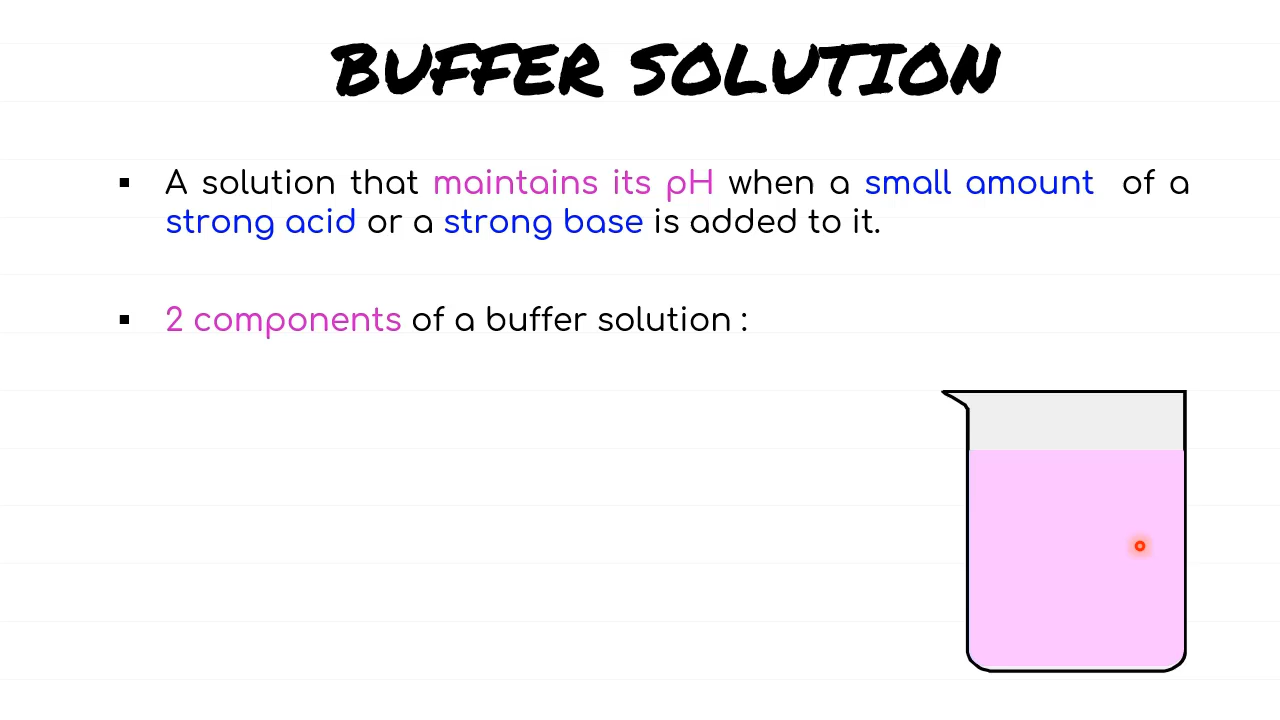 BUFFER SOLUTION
▪ A solution that maintains its pH when a small amount of a
strong acid or a strong base is added to it.
▪ 2 components of a buffer solution :